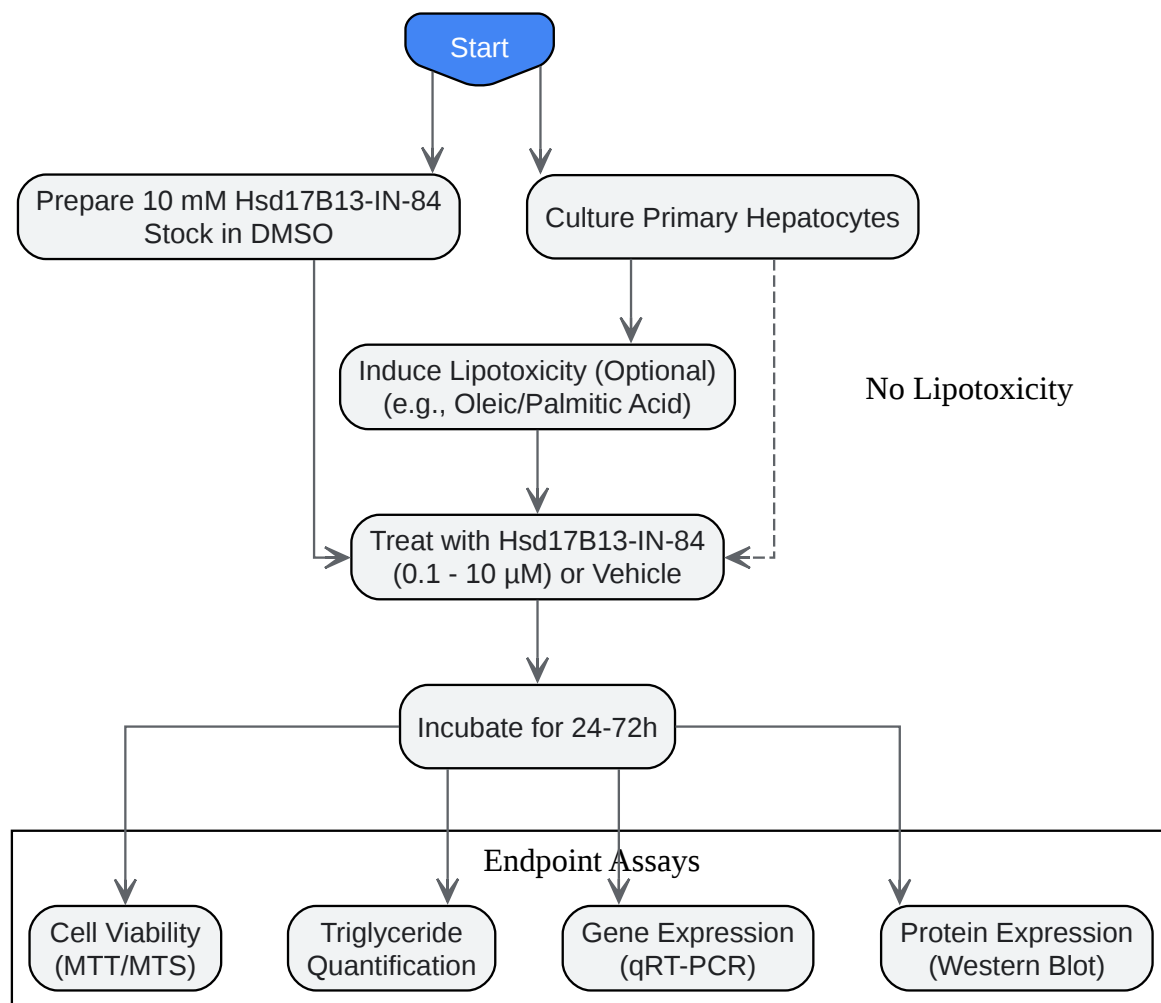 Start
Prepare 10 mM Hsd17B13-IN-84
Stock in DMSO
Culture Primary Hepatocytes
Induce Lipotoxicity (Optional)
(e.g., Oleic/Palmitic Acid)
No Lipotoxicity
Treat with Hsd17B13-IN-84
(0.1 - 10 µM) or Vehicle
Incubate for 24-72h
Endpoint Assays
Cell Viability
(MTT/MTS)
Triglyceride
Quantification
Gene Expression
(qRT-PCR)
Protein Expression
(Western Blot)